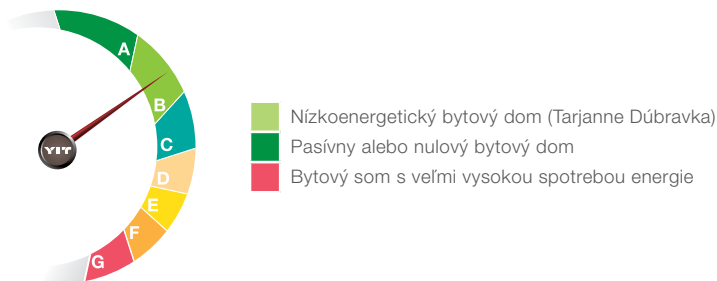 A
B
C
D
E
F
G
YIT
Nízkoenergetický bytový dom (Tarjanne Dúbravka)
Pasívny alebo nulový bytový dom
Bytový som s veľmi vysokou spotrebou energie